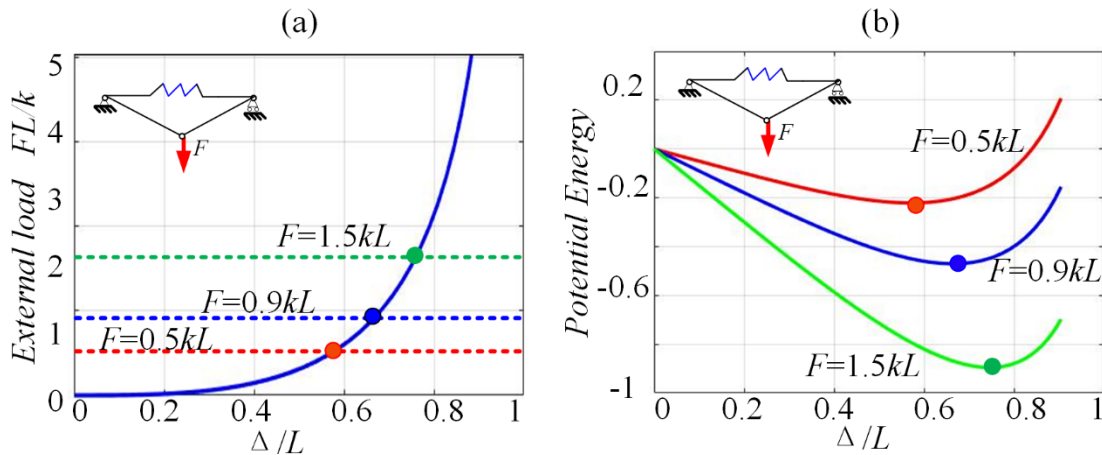 (a)
External load FL/k
5
4
3
2
1
0
F
F=1.5kL
F=0.9kL
F=0.5kL
0
0.2
0.4
0.6
0.8
1
Δ/L
(b)
Potential Energy
0.2
-0.2
-0.6
-1
F
F=0.5kL
F=0.9kL
F=1.5kL
0
0.2
0.4
0.6
0.8
1
Δ/L